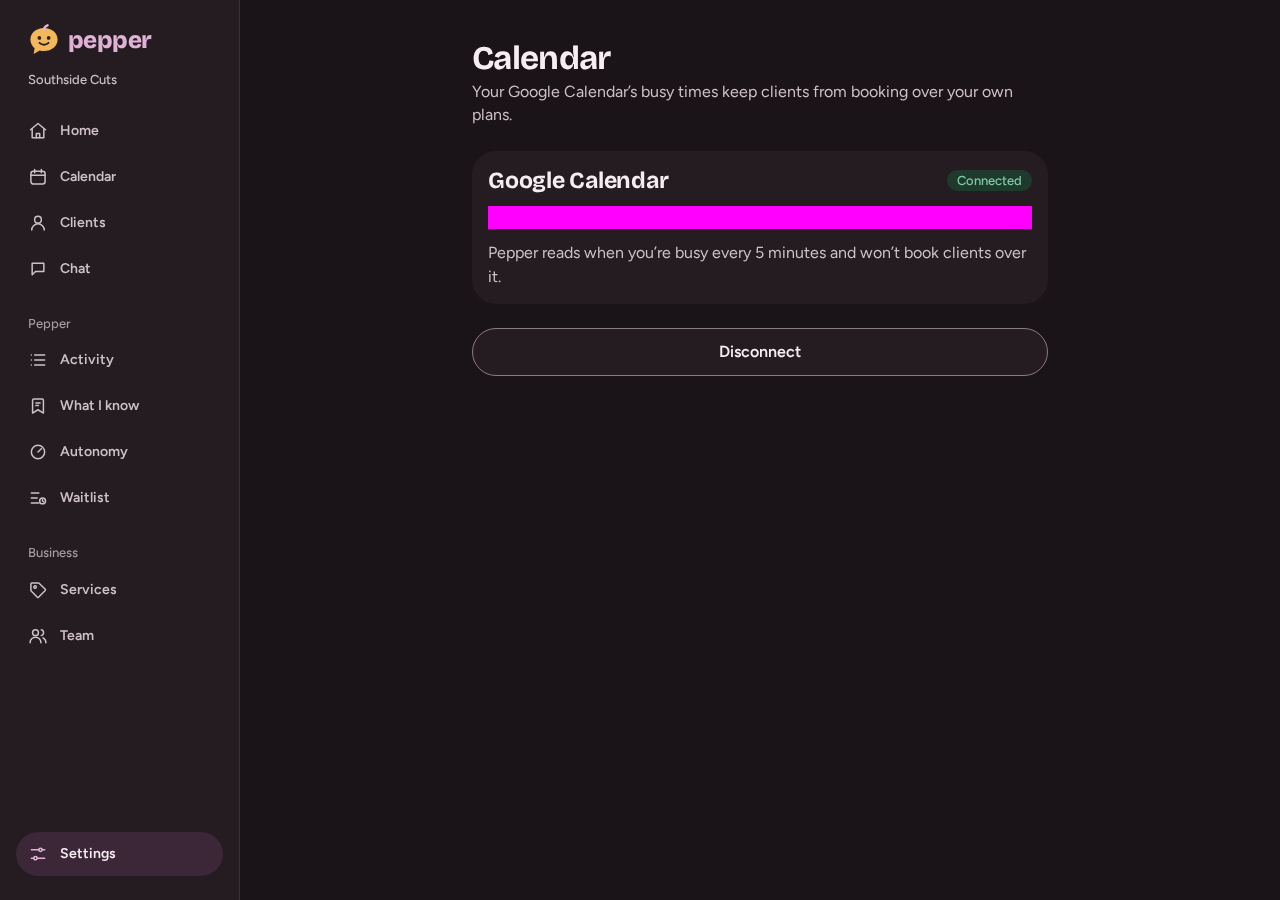 pepper
Southside Cuts
Home
Calendar
Clients
Chat
Pepper
Activity
What I know
Autonomy
Waitlist
Business
Services
Team
Settings
Calendar
Your Google Calendar’s busy times keep clients from booking over your own
plans.
Google Calendar
Connected
Pepper reads when you’re busy every 5 minutes and won’t book clients over
it.
Disconnect